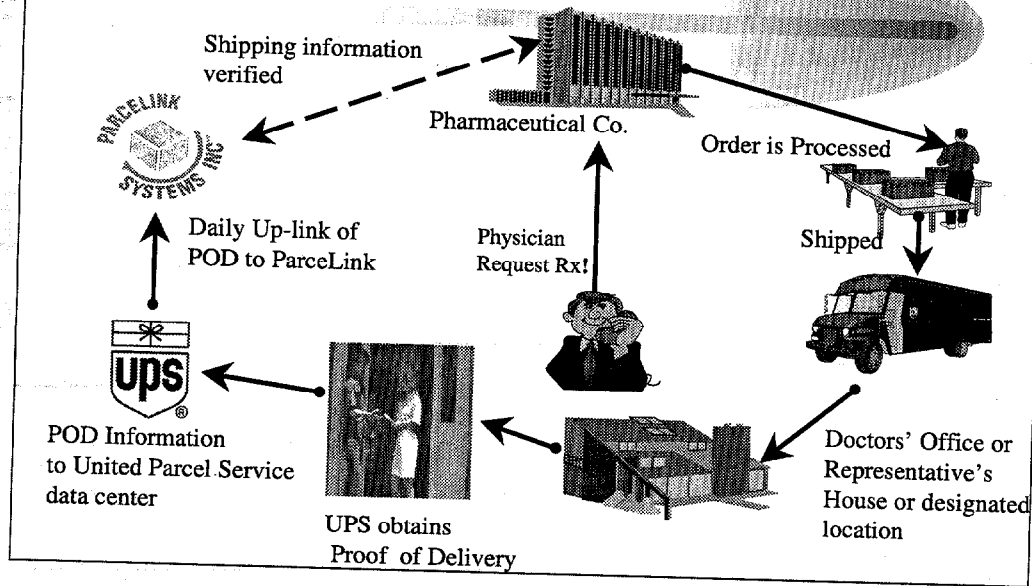 Shipping information
verified
PARCELINK
SYSTEMS INC
Pharmaceutical Co.
Order is Processed
Daily Up-link of
POD to ParceLink
Physician
Request Rx!
Shipped
ups
®
POD Information
to United Parcel Service
data center
UPS obtains
Proof of Delivery
Doctors' Office or
Representative's
House or designated
location